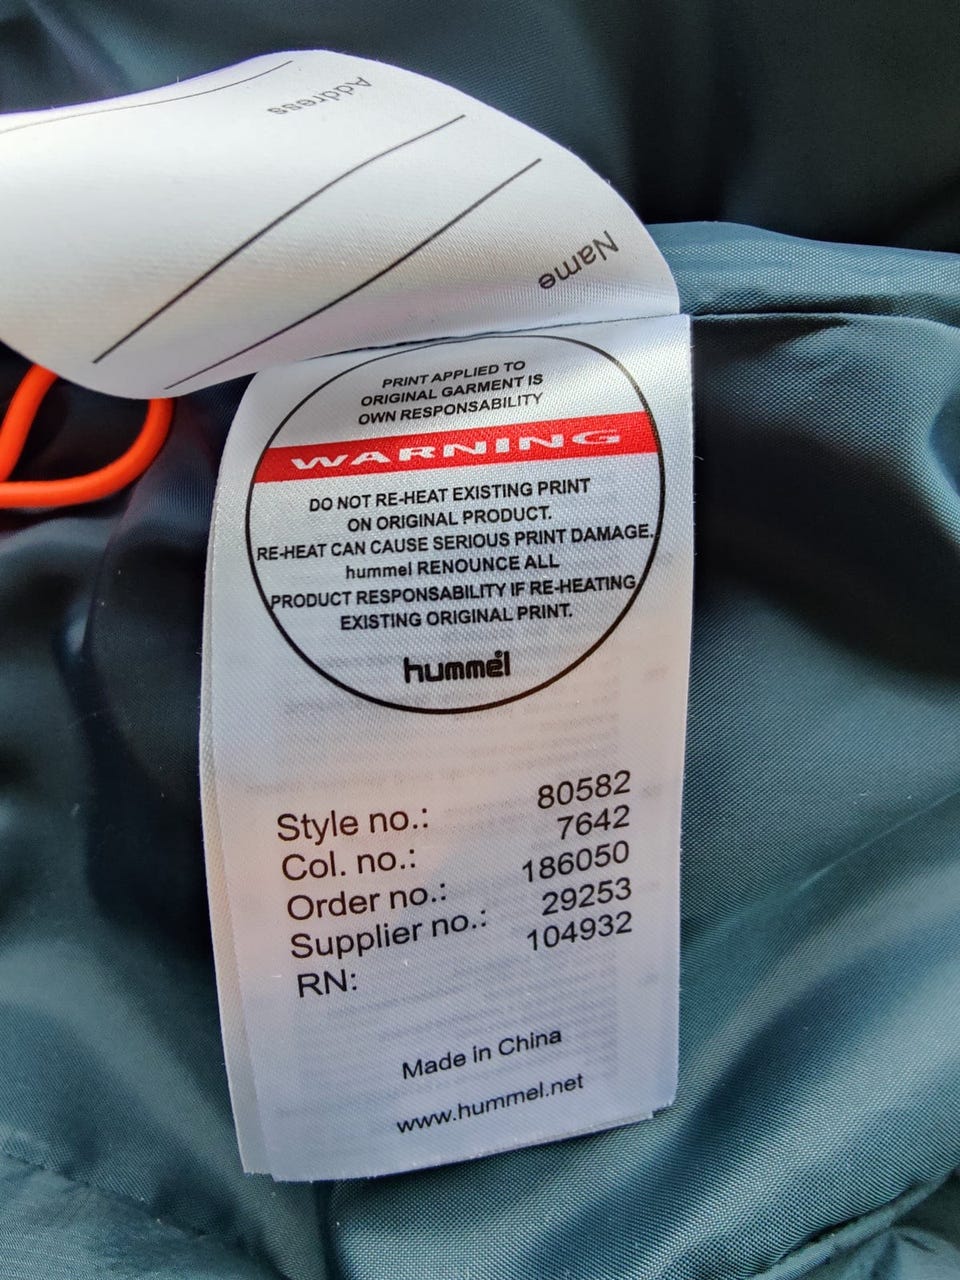 Address
Name
PRINT APPLIED TO
ORIGINAL GARMENT IS
OWN RESPONSABILITY
WARNING
DO NOT RE-HEAT EXISTING PRINT
ON ORIGINAL PRODUCT.
RE-HEAT CAN CAUSE SERIOUS PRINT DAMAGE.
hummel RENOUNCE ALL
PRODUCT RESPONSABILITY IF RE-HEATING
EXISTING ORIGINAL PRINT.
hummel
Style no.: 80582
Col. no.: 7642
Order no.: 186050
Supplier no.: 29253
RN: 104932
Made in China
www.hummel.net